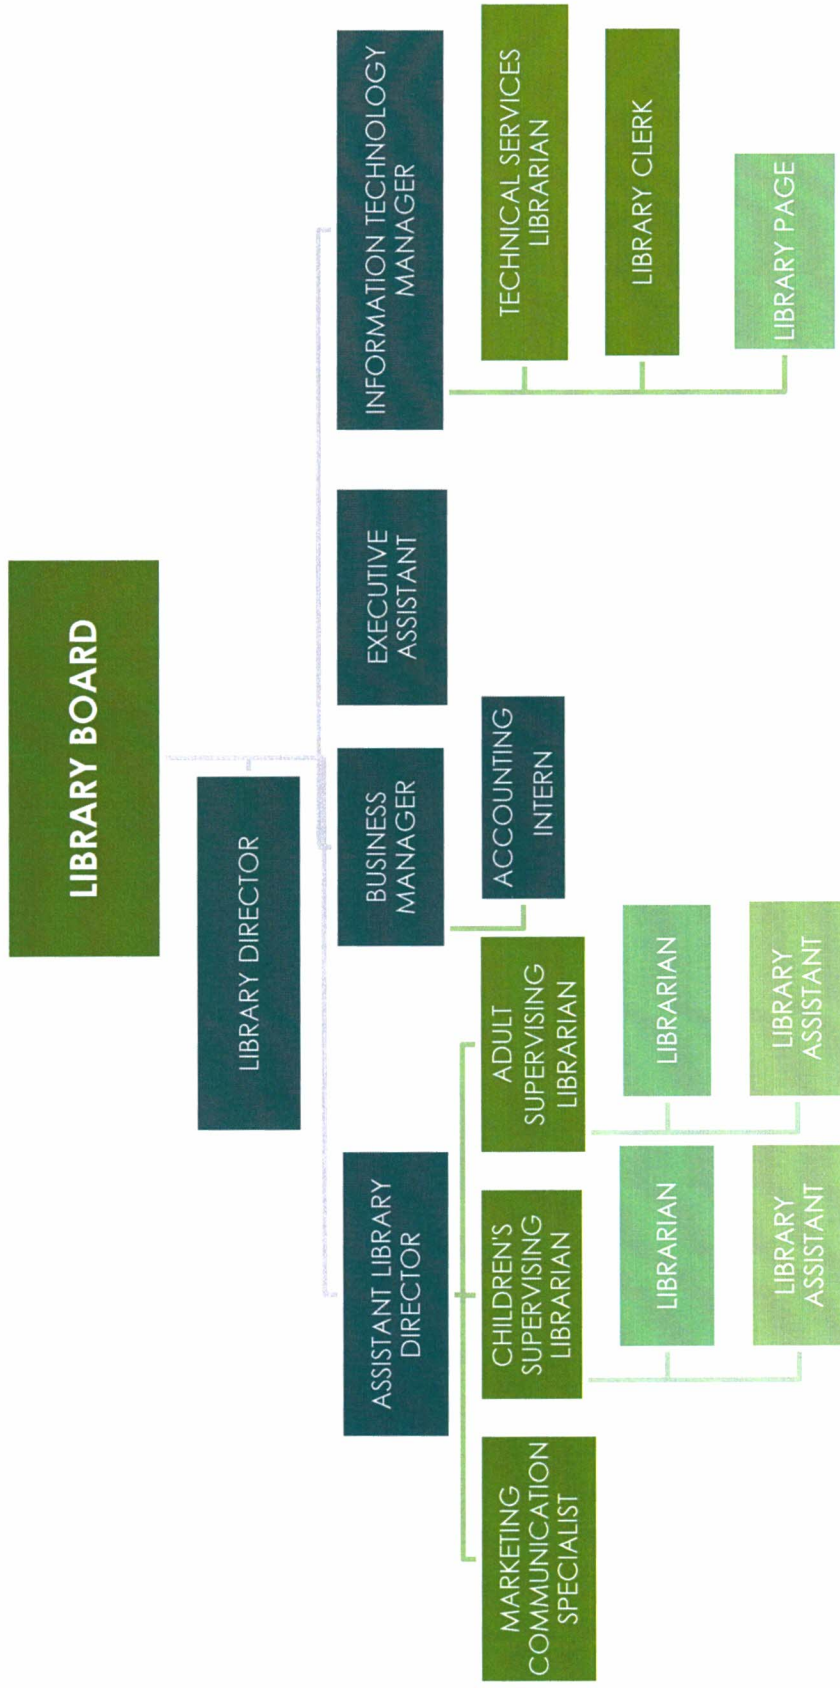 LIBRARY BOARD
LIBRARY DIRECTOR
ASSISTANT LIBRARY
DIRECTOR
BUSINESS
MANAGER
EXECUTIVE
ASSISTANT
INFORMATION TECHNOLOGY
MANAGER
MARKETING
COMMUNICATION
SPECIALIST
CHILDREN'S
SUPERVISING
LIBRARIAN
ADULT
SUPERVISING
LIBRARIAN
ACCOUNTING
INTERN
TECHNICAL SERVICES
LIBRARIAN
LIBRARIAN
LIBRARIAN
LIBRARY CLERK
LIBRARY
ASSISTANT
LIBRARY
ASSISTANT
LIBRARY PAGE